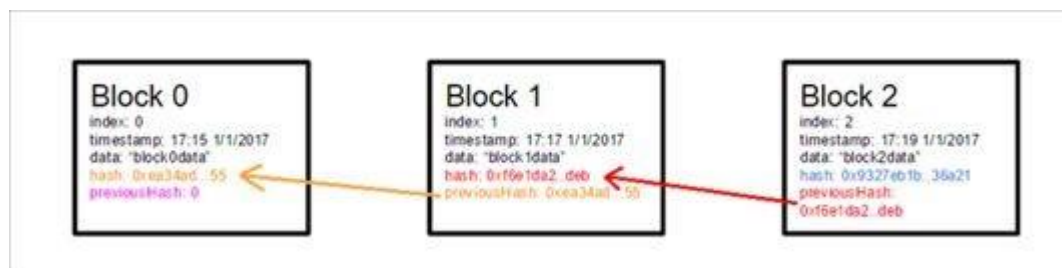 Block 0
index: 0
timestamp: 17:15 1/1/2017
data: "block0data"
hash: 0xea34ad...55
previousHash: 0
Block 1
index: 1
timestamp: 17:17 1/1/2017
data: "block1data"
hash: 0xf6e1da2..deb
previousHash: 0xea34ad...55
Block 2
index: 2
timestamp: 17:19 1/1/2017
data: "block2data"
hash: 0x9327eb1b..36a21
previousHash:
0xf6e1da2..deb